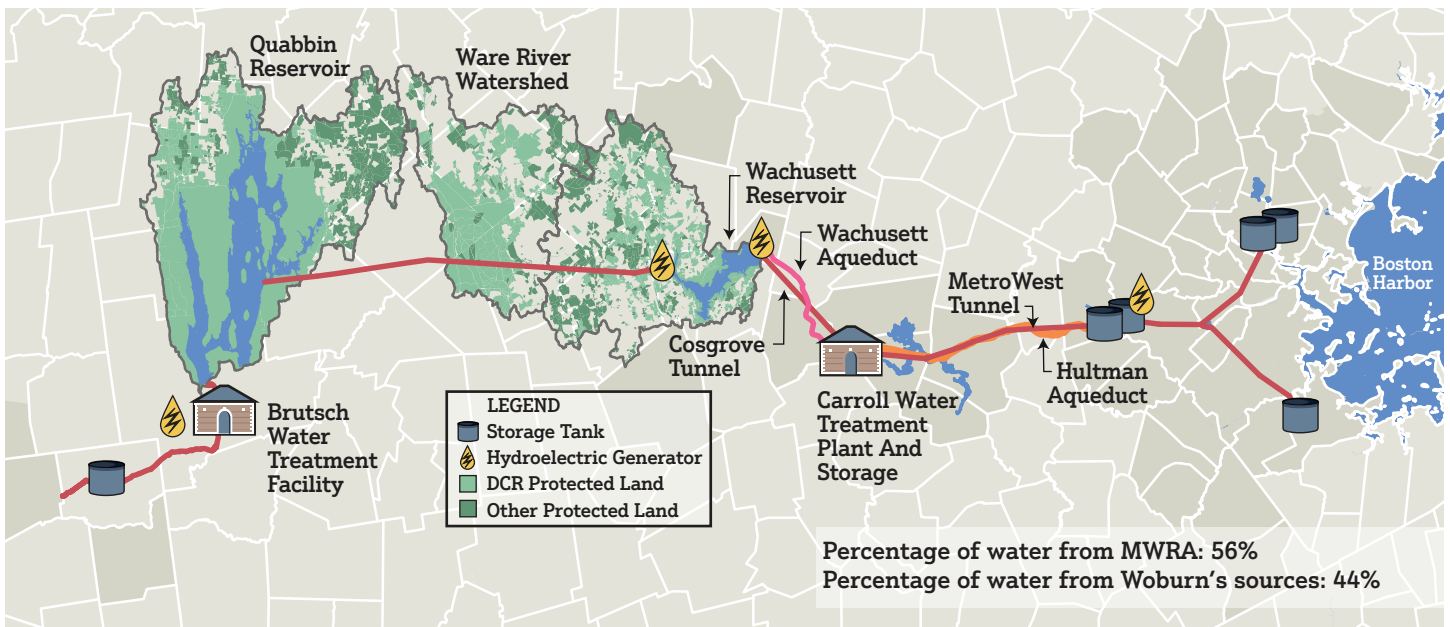 Quabbin
Reservoir
Ware River
Watershed
Wachusett
Reservoir
Wachusett
Aqueduct
MetroWest
Tunnel
Boston
Harbor
Cosgrove
Tunnel
Hultman
Aqueduct
Carroll Water
Treatment
Plant And
Storage
Brutsch
Water
Treatment
Facility
LEGEND
Storage Tank
Hydroelectric Generator
DCR Protected Land
Other Protected Land
Percentage of water from MWRA: 56%
Percentage of water from Woburn's sources: 44%